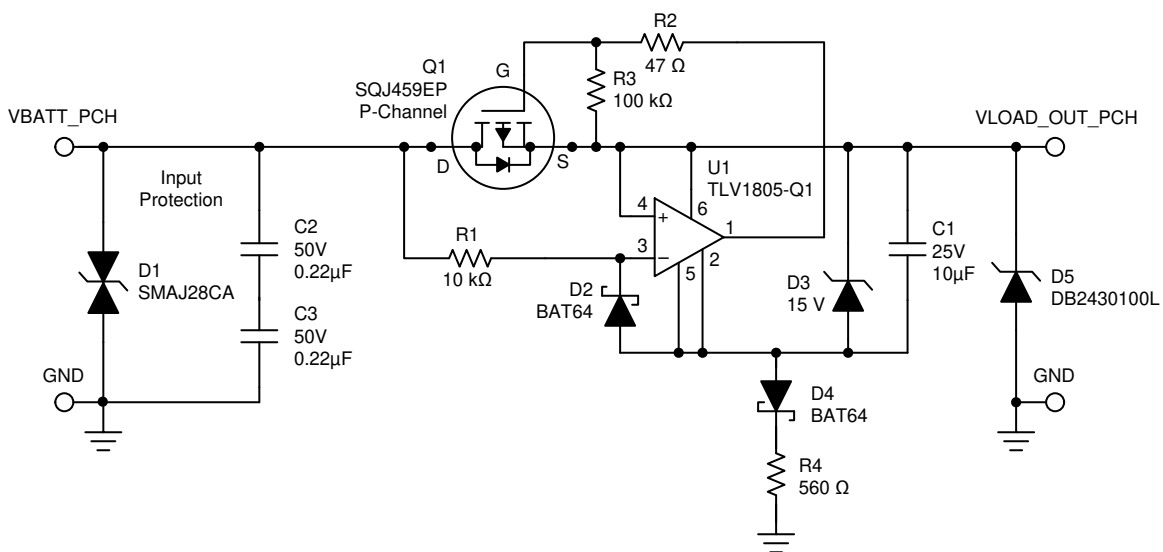 R2
47 Ω
Q1
SQJ459EP
P-Channel
G
R3
100 kΩ
VBATT_PCH
VLOAD_OUT_PCH
D
S
U1
TLV1805-Q1
Input
Protection
4
+
6
1
3
−
2
5
R1
10 kΩ
C2
50V
0.22µF
C1
25V
10µF
D1
SMAJ28CA
D2
BAT64
D3
15 V
D5
DB2430100L
C3
50V
0.22µF
GND
GND
D4
BAT64
R4
560 Ω